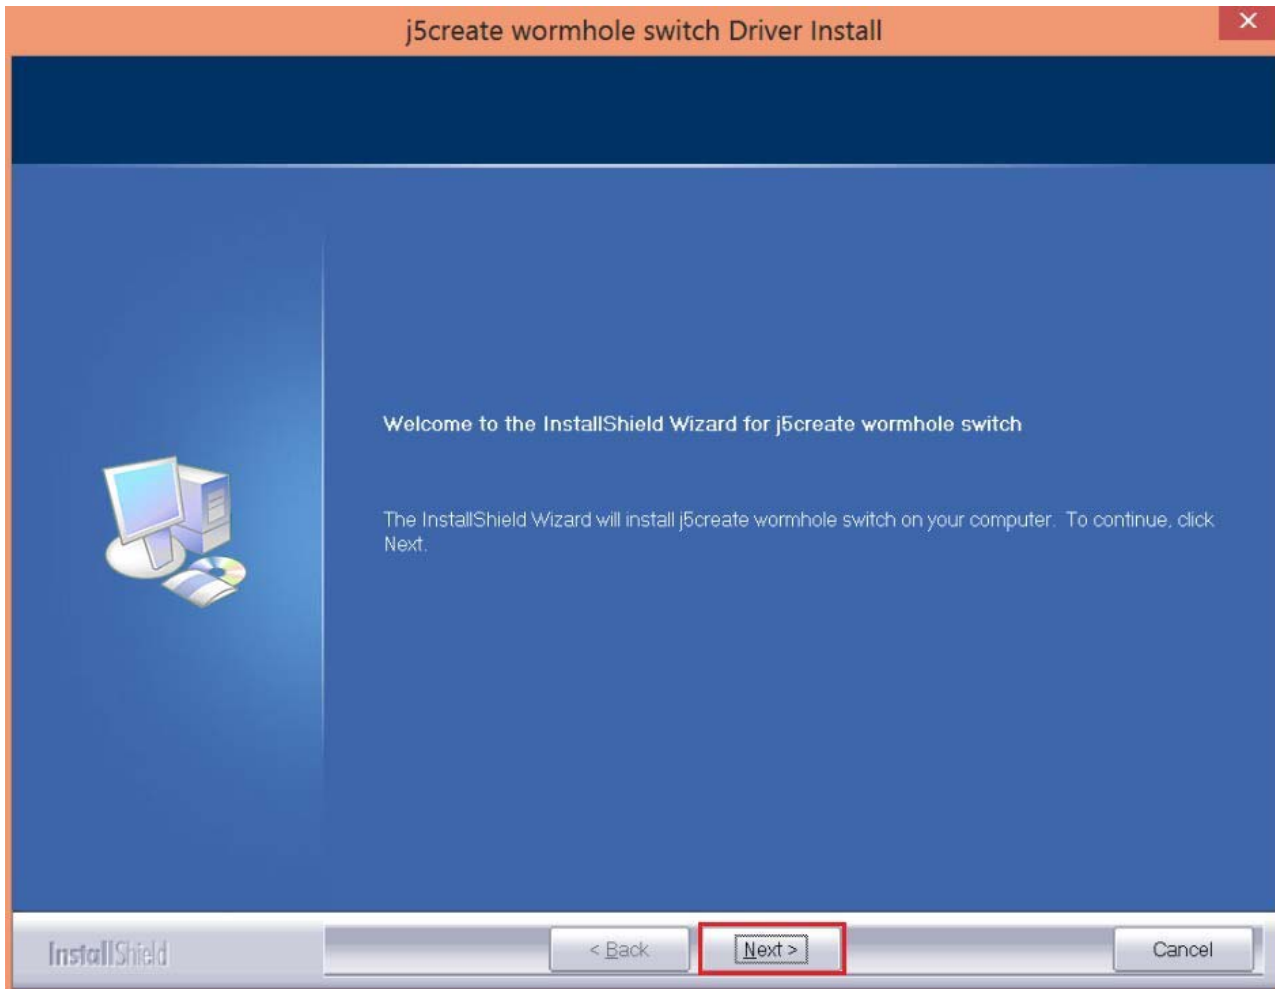 j5create wormhole switch Driver Install
Welcome to the InstallShield Wizard for j5create wormhole switch
The InstallShield Wizard will install j5create wormhole switch on your computer. To continue, click
Next.
InstallShield
< Back
Next >
Cancel